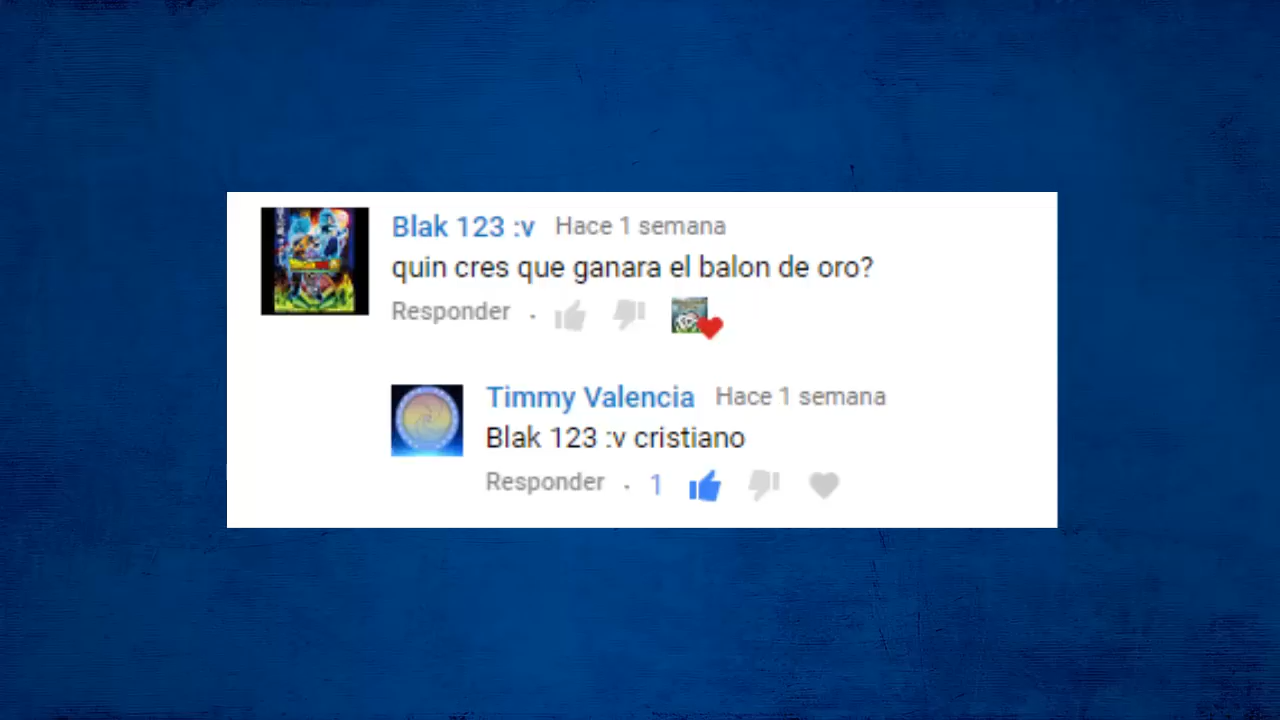 Blak 123 :v Hace 1 semana
quin cres que ganara el balon de oro?
Responder .
Timmy Valencia Hace 1 semana
Blak 123 :v cristiano
Responder . 1